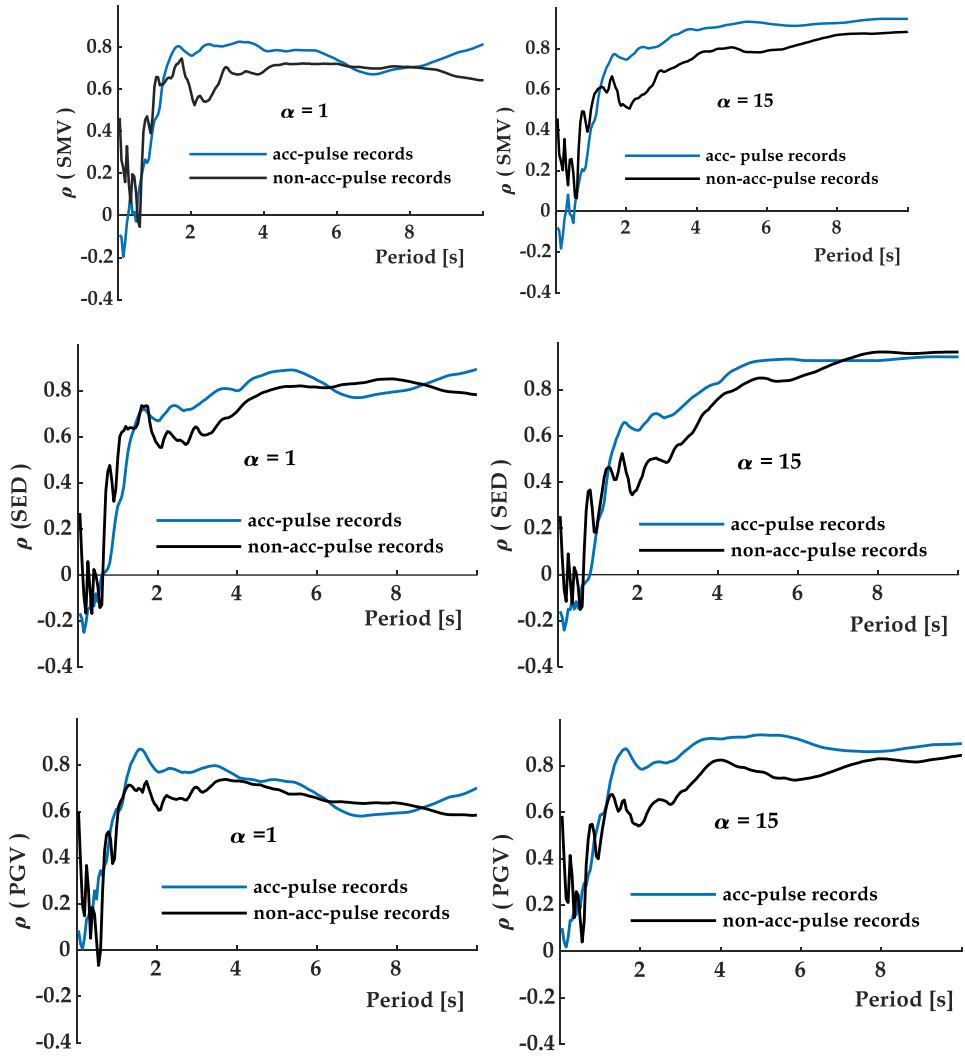 0.8
0.6
0.4
0.2
0
-0.2
-0.4
2
4
6
8
ρ ( SMV)
Period [s]
α = 1
acc-pulse records
non-acc-pulse records
0.8
0.6
0.4
0.2
0
-0.2
-0.4
2
4
6
8
ρ ( SMV)
Period [s]
α = 15
acc- pulse records
non-acc-pulse records
0.8
0.6
0.4
0.2
0
-0.2
-0.4
2
4
6
8
ρ (SED )
Period [s]
α = 1
acc-pulse records
non-acc-pulse records
0.8
0.6
0.4
0.2
0
-0.2
-0.4
2
4
6
8
ρ ( SED )
Period [s]
α = 15
acc-pulse records
non-acc-pulse records
0.8
0.6
0.4
0.2
0
-0.2
-0.4
2
4
6
8
ρ ( PGV )
Period [s]
α =1
acc-pulse records
non-acc-pulse records
0.8
0.6
0.4
0.2
0
-0.2
-0.4
2
4
6
8
ρ ( PGV )
Period [s]
α = 15
acc-pulse records
non-acc-pulse records